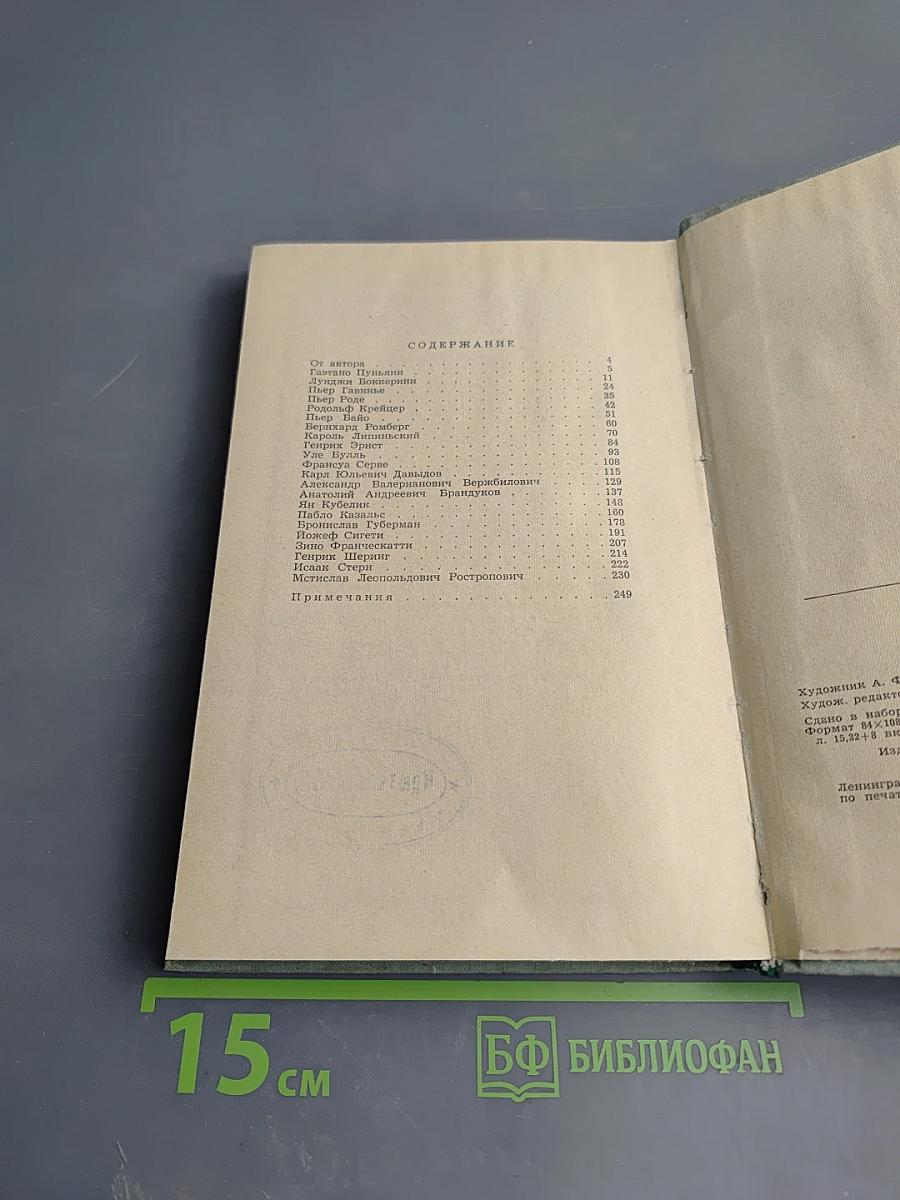 СОДЕРЖАНИЕ
От автора . . . . . . . . . . . . . . . . 4
Гаэтано Пуньяни . . . . . . . . . . . . . 5
Луиджи Боккерини . . . . . . . . . . . . 11
Пьер Гавинье . . . . . . . . . . . . . . 24
Пьер Роде . . . . . . . . . . . . . . . . 35
Родольф Крейцер . . . . . . . . . . . . . 42
Пьер Байо . . . . . . . . . . . . . . . . 51
Бернхард Ромберг . . . . . . . . . . . . 60
Кароль Липиньский . . . . . . . . . . . . 70
Генрих Эрнст . . . . . . . . . . . . . . 84
Уле Булль . . . . . . . . . . . . . . . . 93
Франсуа Серве . . . . . . . . . . . . . . 108
Карл Юльевич Давыдов . . . . . . . . . . 115
Александр Валерианович Вержбилович . . . . 129
Анатолий Андреевич Брандуков . . . . . . 137
Ян Кубелик . . . . . . . . . . . . . . . 148
Пабло Казальс . . . . . . . . . . . . . . 160
Бронислав Губерман . . . . . . . . . . . 178
Йожеф Сигети . . . . . . . . . . . . . . 191
Зино Франческатти . . . . . . . . . . . . 207
Генрик Шеринг . . . . . . . . . . . . . . 214
Исаак Стерн . . . . . . . . . . . . . . . 222
Мстислав Леопольдович Ростропович . . . . . 230
Примечания . . . . . . . . . . . . . . . 249
Художник А. Ф
Худож. редакто
Сдано в набор
Формат 84×108
л. 15,32+8 вк
Изд
Ленингра
по печат
15 см
БФ БИБЛИОФАН